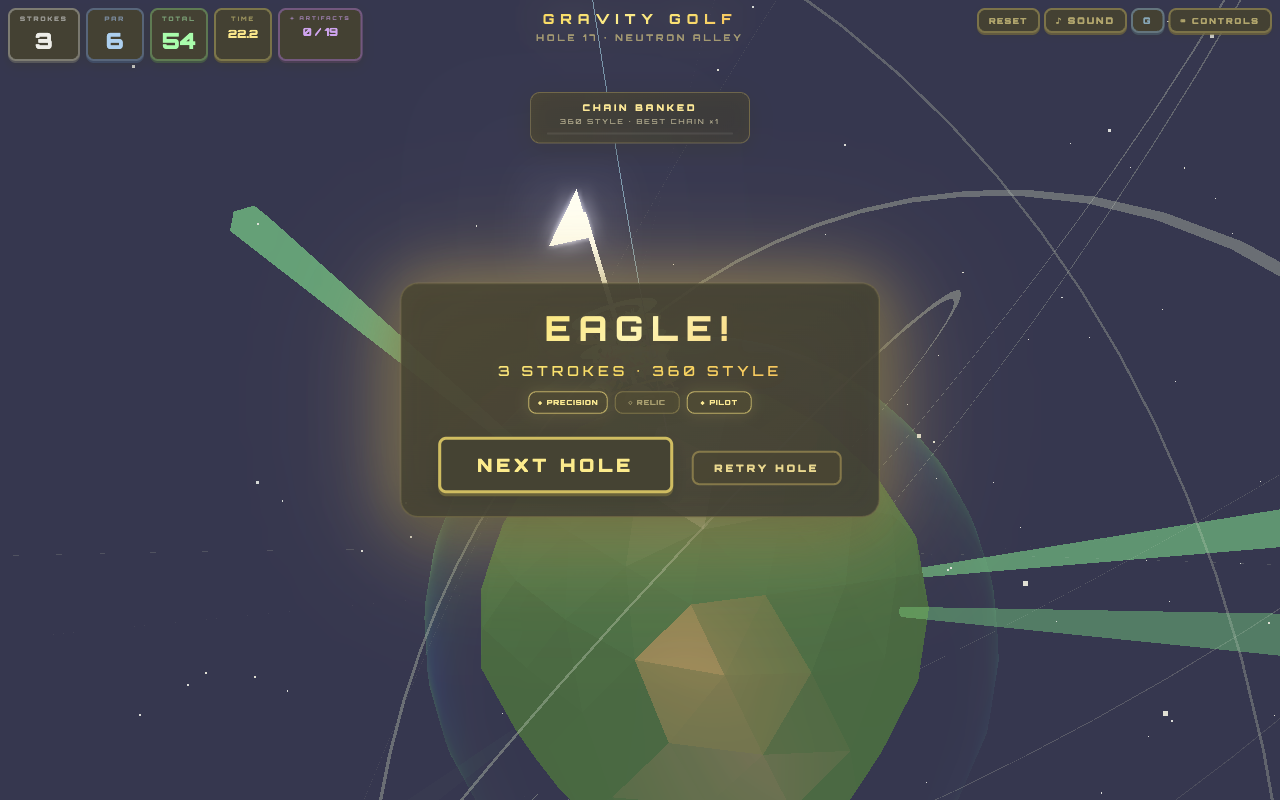 STROKES
3
PAR
6
TOTAL
54
TIME
22.2
✦ ARTIFACTS
0 / 19
GRAVITY GOLF
HOLE 17 · NEUTRON ALLEY
RESET
♪ SOUND
G
≡ CONTROLS
CHAIN BANKED
360 STYLE · BEST CHAIN ×1
EAGLE!
3 STROKES · 360 STYLE
◆ PRECISION
◇ RELIC
◆ PILOT
NEXT HOLE
RETRY HOLE